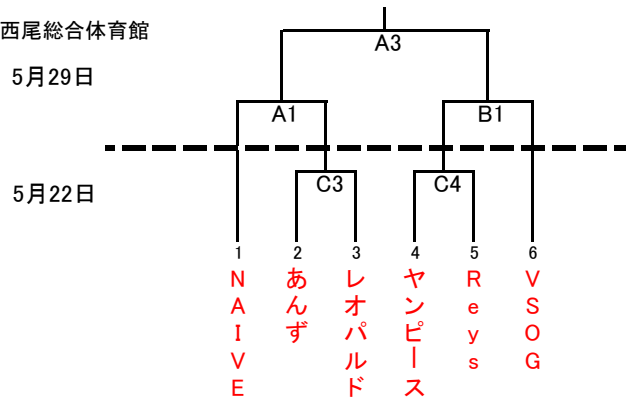 西尾総合体育館
A3
5月29日
A1
B1
5月22日
C3
C4
1
2
3
4
5
6
NAIVE
あんず
レオパルド
ヤンピース
Reys
VSOG